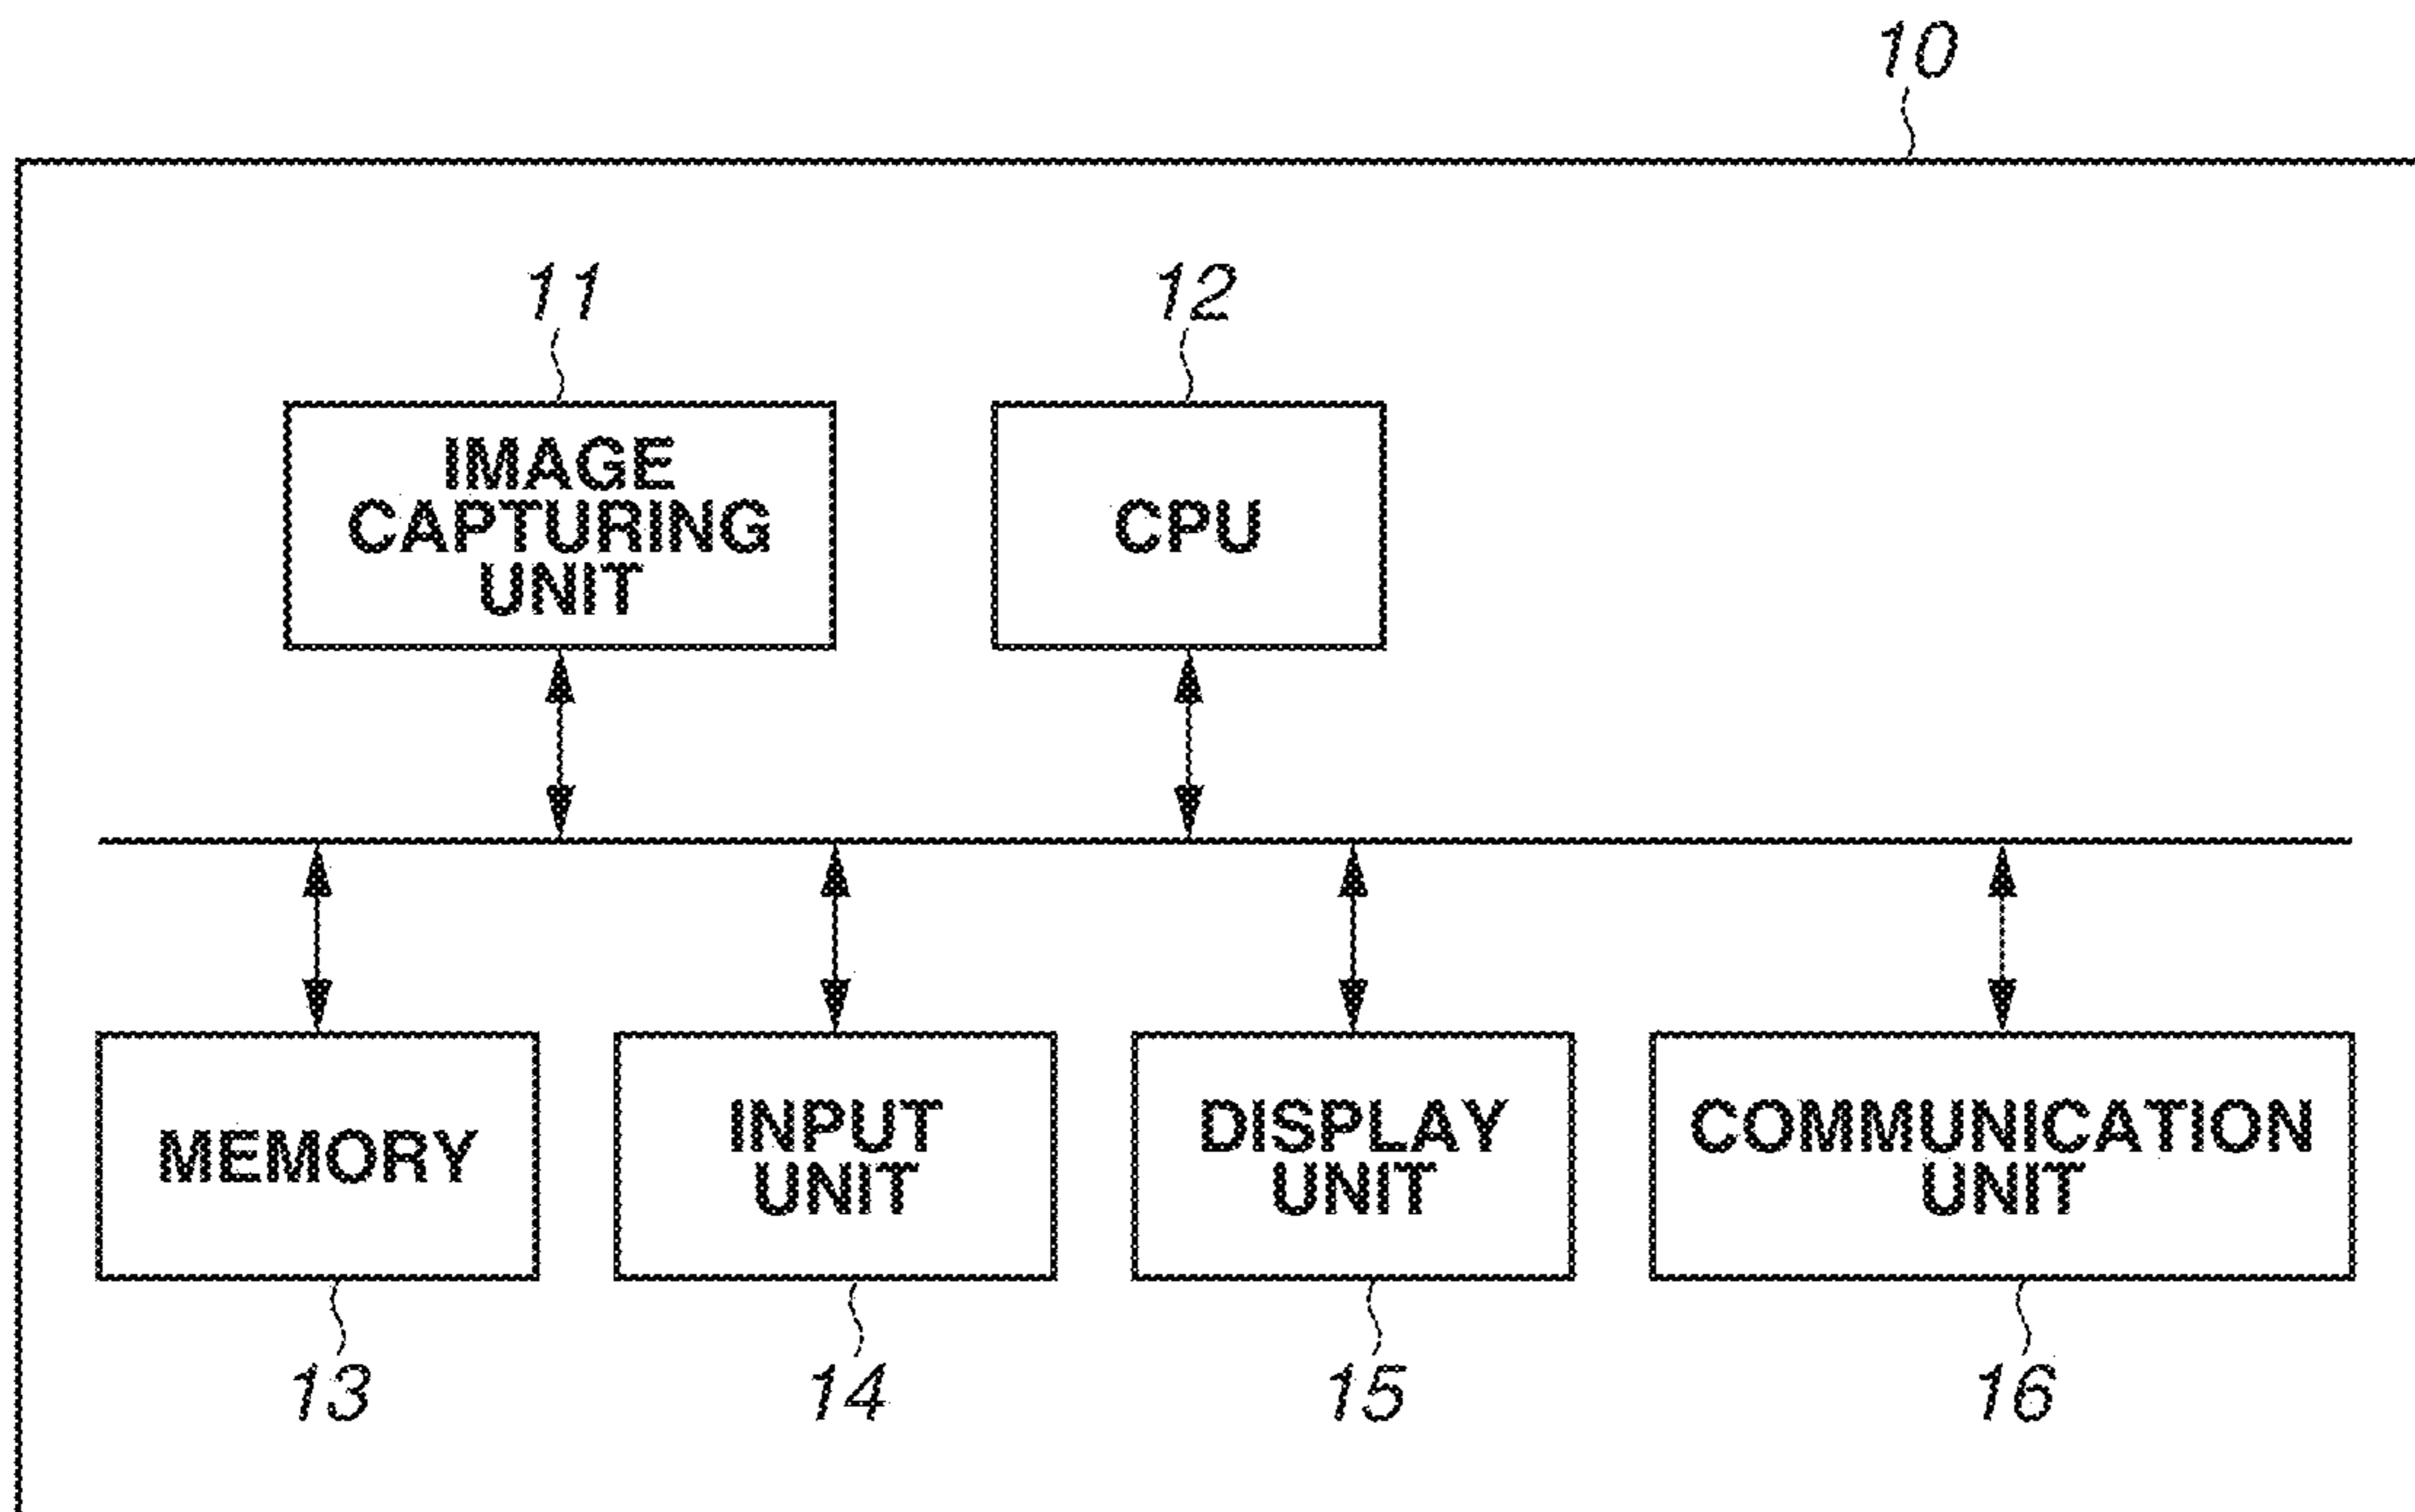 10
11
12
IMAGE
CAPTURING
UNIT
CPU
MEMORY
INPUT
UNIT
DISPLAY
UNIT
COMMUNICATION
UNIT
13
14
15
16